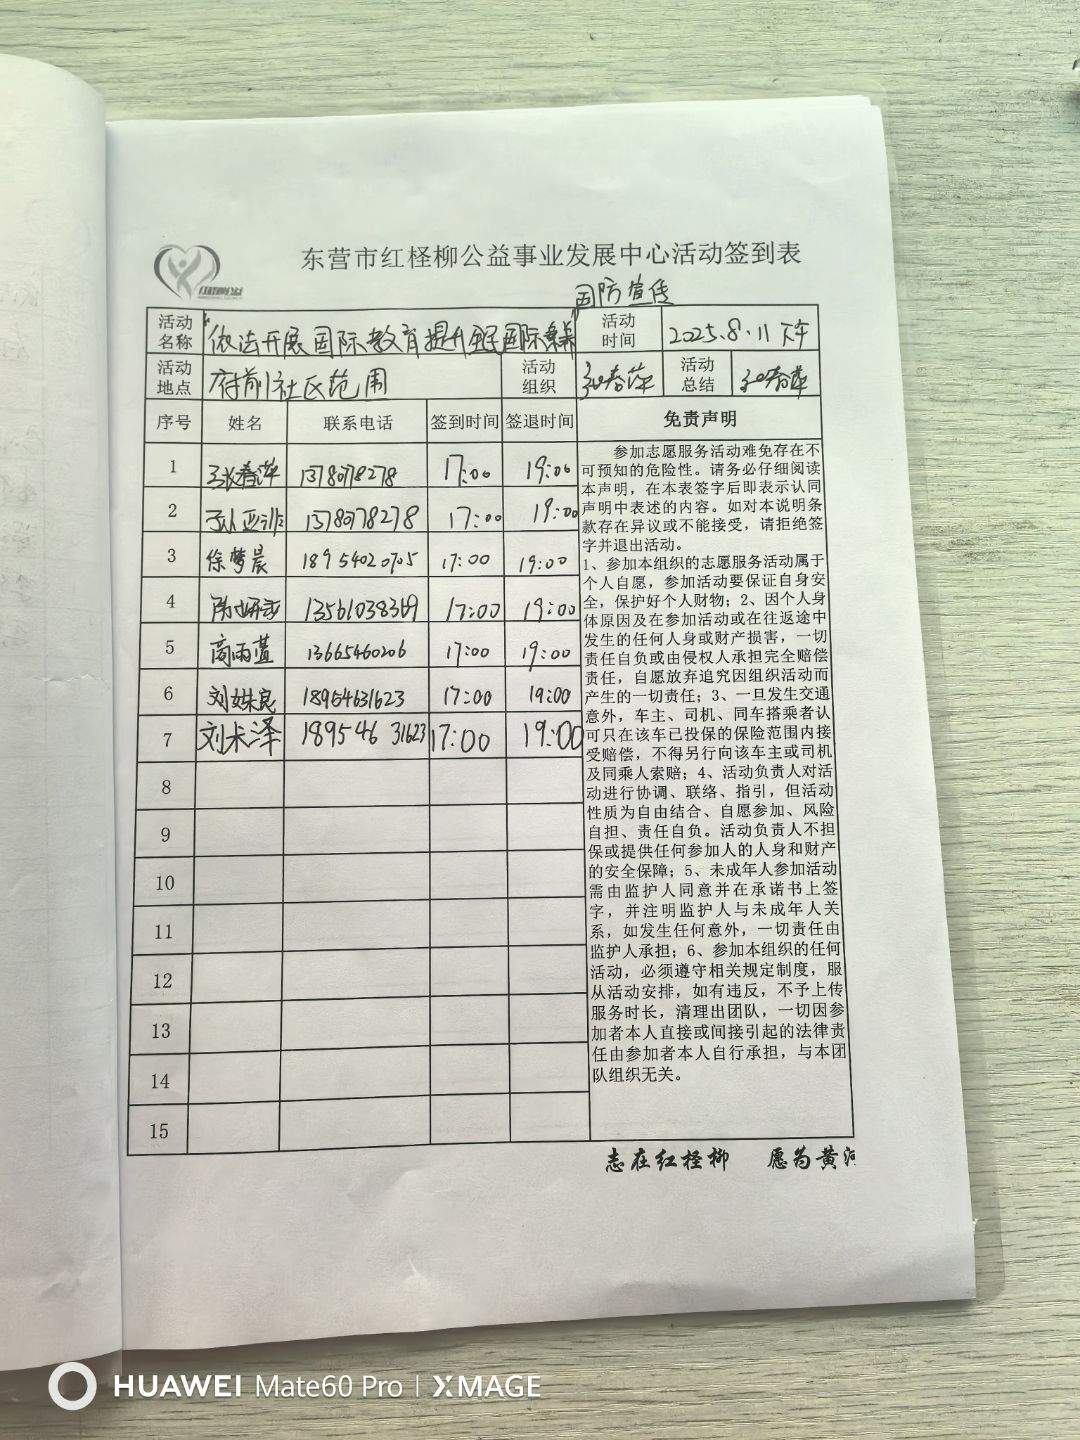 东营市红柽柳公益事业发展中心活动签到表
国防宣传
活动名称 "依法开展国际教育提升全民国际素养" 活动时间 2025.8.11 下午
活动地点 府前社区范围 活动组织 张春萍 活动总结 张春萍
序号 姓名 联系电话 签到时间 签退时间 免责声明
1 张春萍 13780778278 17:00 19:00
2 13780778278 17:00 19:00
3 徐梦晨 18954020705 17:00 19:00
4 13561038369 17:00 19:00
5 高雨萱 13665460206 17:00 19:00
6 刘姝良 18954631623 17:00 19:00
7 刘木泽 18954631623 17:00 19:00
8
9
10
11
12
13
14
15
参加志愿服务活动难免存在不
可预知的危险性。请务必仔细阅读
本声明，在本表签字后即表示认同
声明中表述的内容。如对本说明条
款存在异议或不能接受，请拒绝签
字并退出活动。
1、参加本组织的志愿服务活动属于
个人自愿，参加活动要保证自身安
全，保护好个人财物；2、因个人身
体原因及在参加活动或在往返途中
发生的任何人身或财产损害，一切
责任自负或由侵权人承担完全赔偿
责任，自愿放弃追究因组织活动而
产生的一切责任；3、一旦发生交通
意外，车主、司机、同车搭乘者认
可只在该车已投保的保险范围内接
受赔偿，不得另行向该车主或司机
及同乘人索赔；4、活动负责人对活
动进行协调、联络、指引，但活动
性质为自由结合、自愿参加、风险
自担、责任自负。活动负责人不担
保或提供任何参加人的人身和财产
的安全保障；5、未成年人参加活动
需由监护人同意并在承诺书上签
字，并注明监护人与未成年人关
系，如发生任何意外，一切责任由
监护人承担；6、参加本组织的任何
活动，必须遵守相关规定制度，服
从活动安排，如有违反，不予上传
服务时长，清理出团队，一切因参
加者本人直接或间接引起的法律责
任由参加者本人自行承担，与本团
队组织无关。
志在红柽柳 愿为黄河
HUAWEI Mate60 Pro | XMAGE